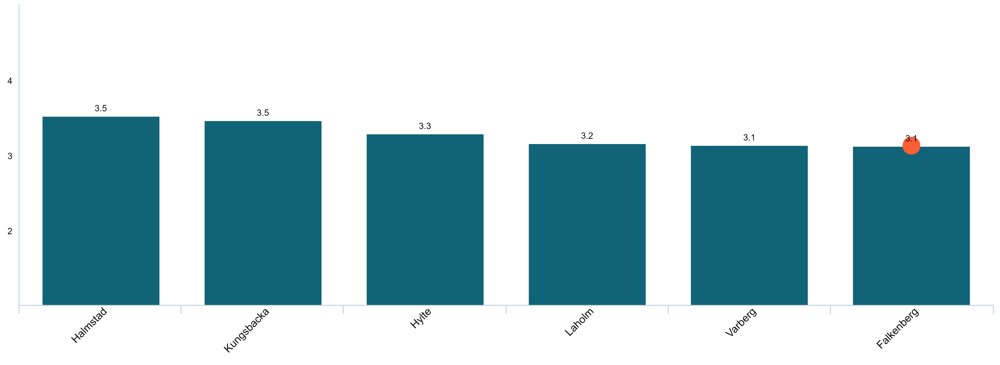 4
3
2
3.5
3.5
3.3
3.2
3.1
3.1
Halmstad
Kungsbacka
Hylte
Laholm
Varberg
Falkenberg